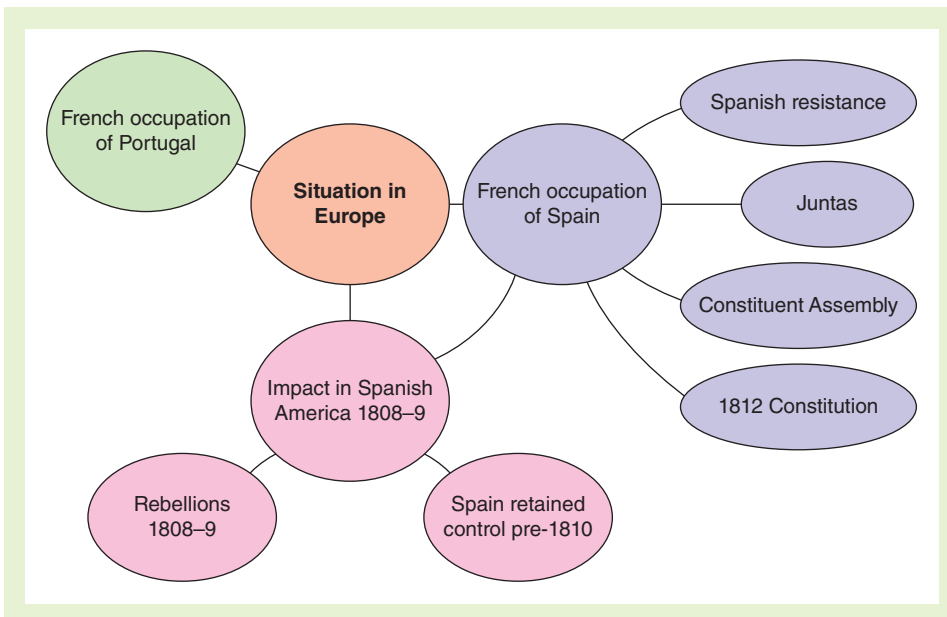 French occupation
of Portugal
Situation in
Europe
French occupation
of Spain
Spanish resistance
Juntas
Constituent Assembly
1812 Constitution
Impact in Spanish
America 1808–9
Rebellions
1808–9
Spain retained
control pre-1810